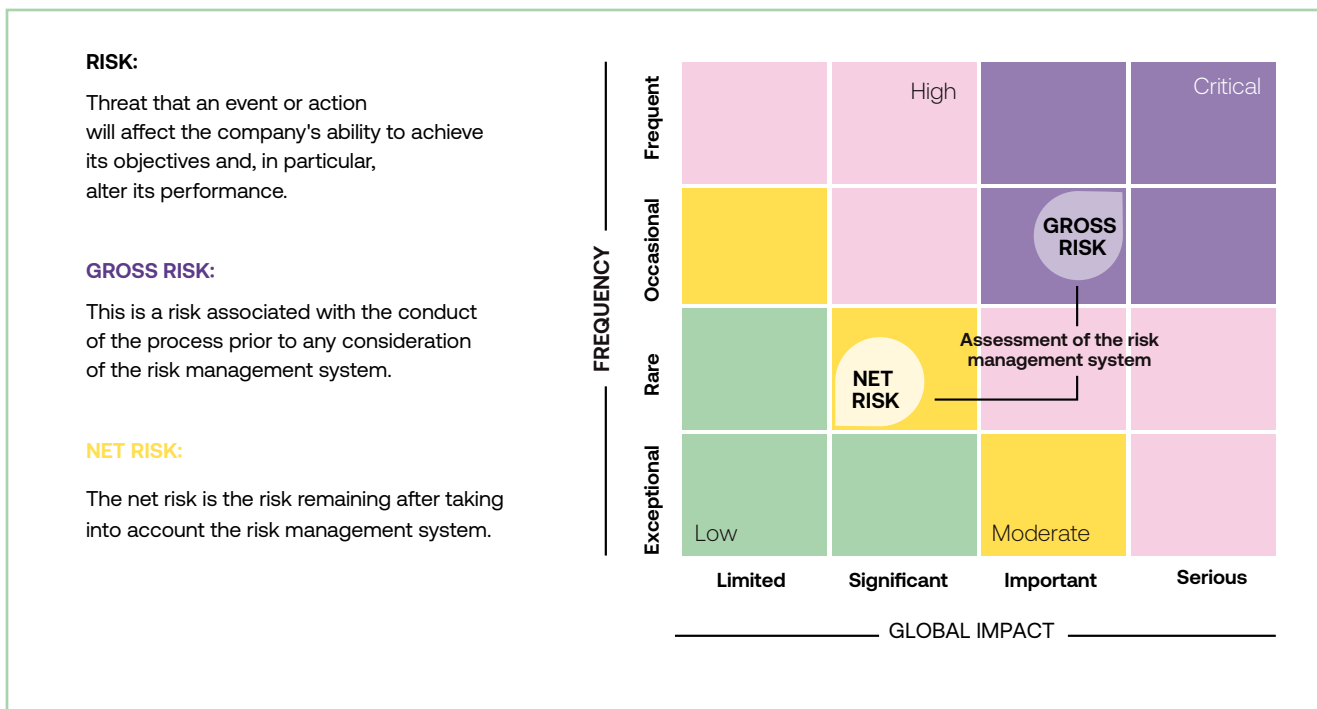 RISK:
Threat that an event or action
will affect the company's ability to achieve
its objectives and, in particular,
alter its performance.
GROSS RISK:
This is a risk associated with the conduct
of the process prior to any consideration
of the risk management system.
NET RISK:
The net risk is the risk remaining after taking
into account the risk management system.
FREQUENCY
Frequent
Occasional
Rare
Exceptional
High
Critical
GROSS
RISK
Assessment of the risk
management system
NET
RISK
Low
Moderate
Limited
Significant
Important
Serious
GLOBAL IMPACT